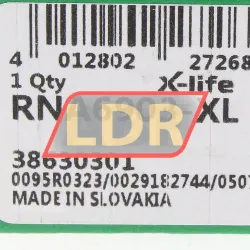 4 012802 27268
1 Qty X-life
RN XL
LDR
38630301
0095R0323/0029182744/0507
MADE IN SLOVAKIA